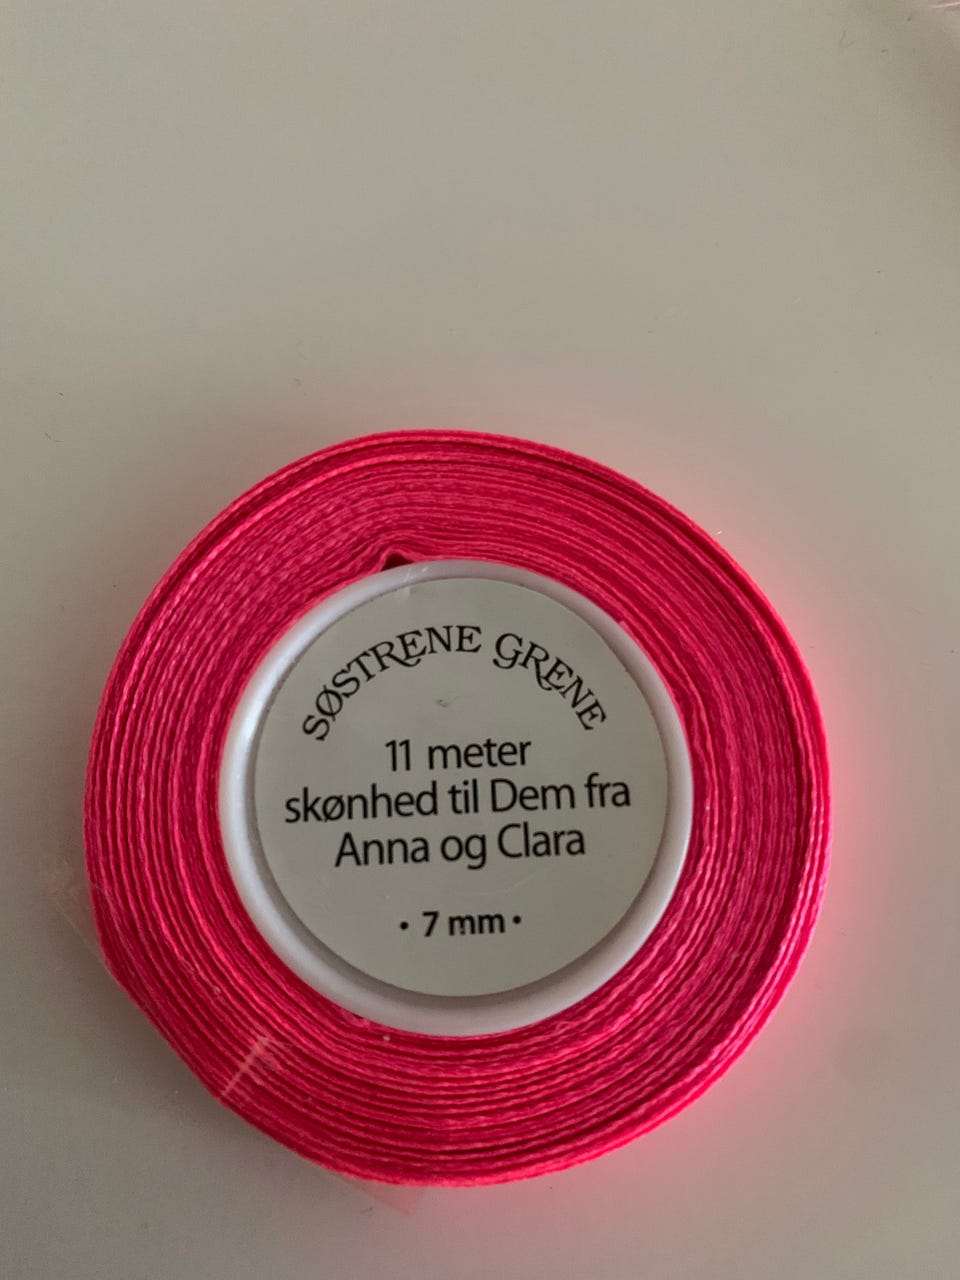 SØSTRENE GRENE
11 meter
skønhed til Dem fra
Anna og Clara
• 7 mm •